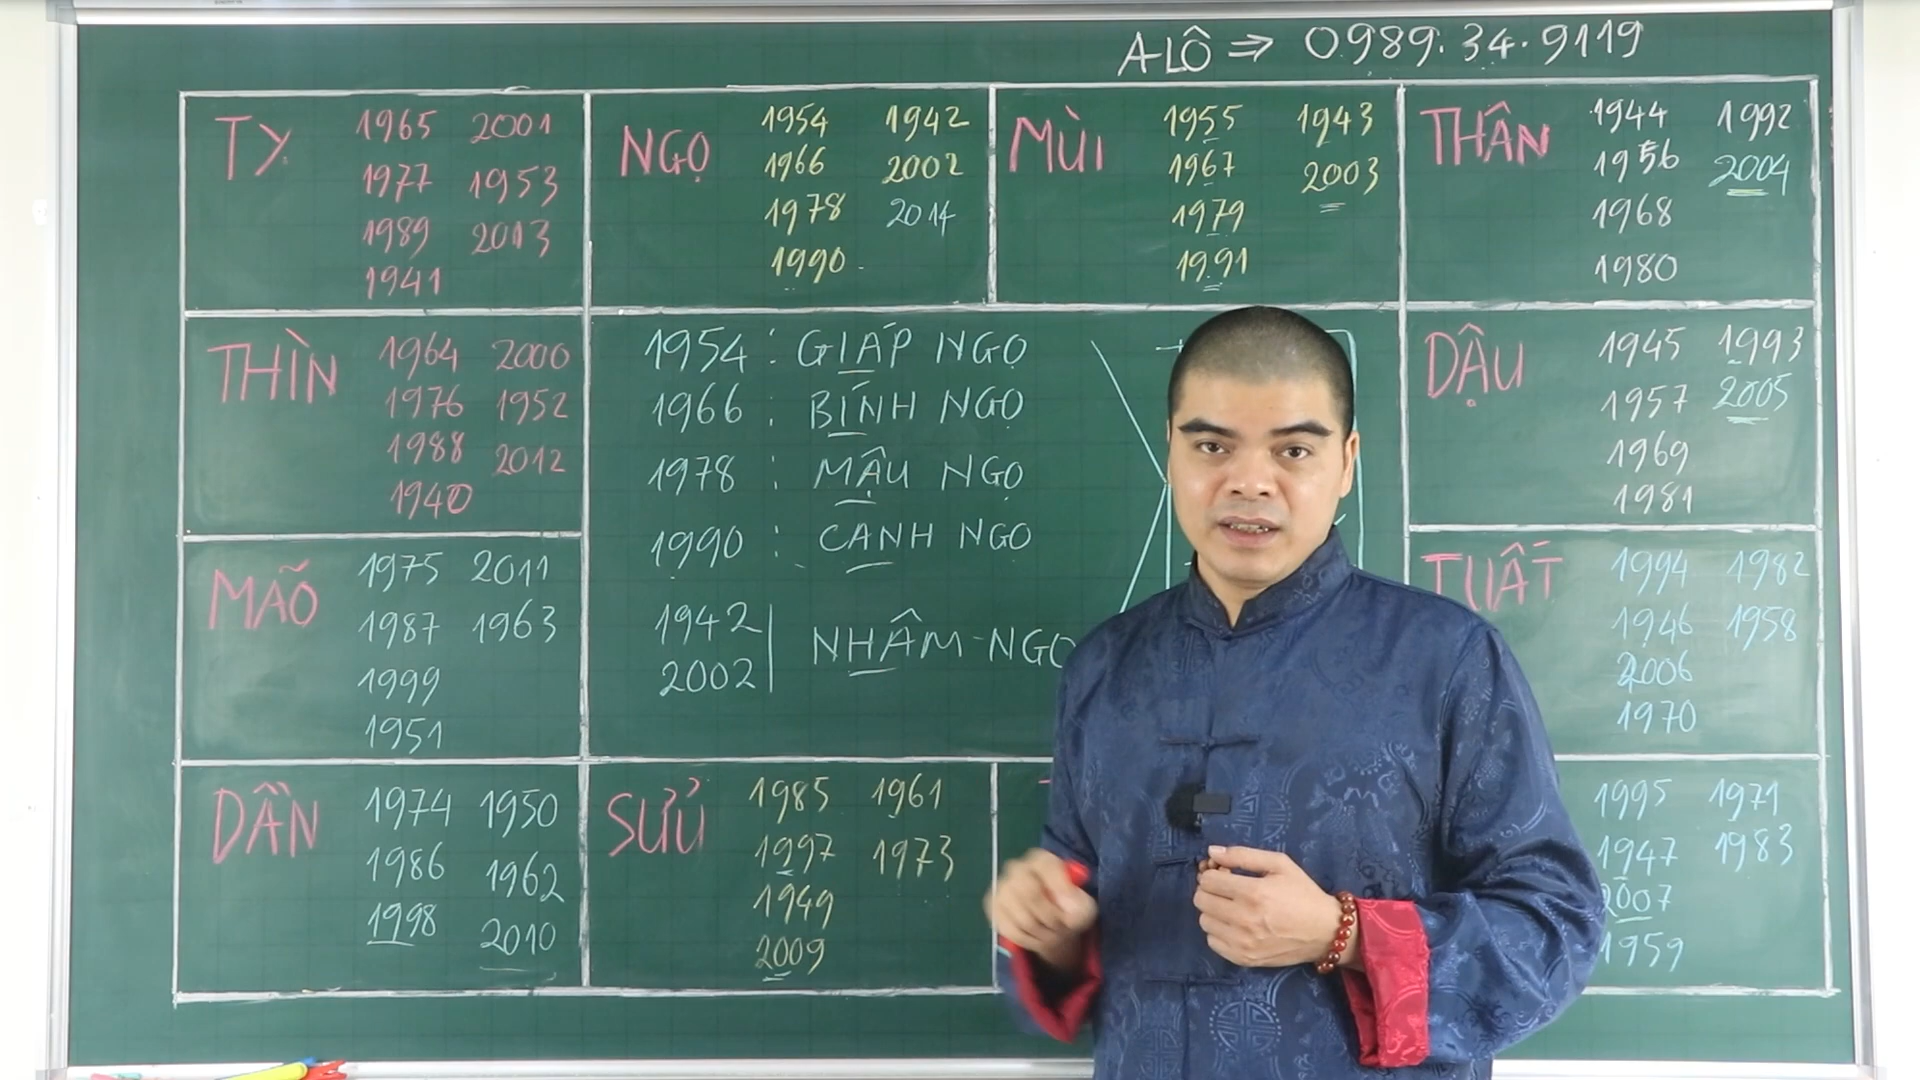 A-LÔ ⇒ 0989.34.9119
TỴ
1965 2001
1977 1953
1989 2013
1941
NGỌ
1954 1942
1966 2002
1978 2014
1990
MÙI
1955 1943
1967 2003
1979
1991
THÂN
1944 1992
1956 2004
1968
1980
THÌN
1964 2000
1976 1952
1988 2012
1940
1954 : GIÁP NGỌ
1966 : BÍNH NGỌ
1978 : MẬU NGỌ
1990 : CANH NGỌ
1942
2002
NHÂM-NGỌ
DẬU
1945 1993
1957 2005
1969
1981
MÃO
1975 2011
1987 1963
1999
1951
TUẤT
1994 1982
1946 1958
2006
1970
DẦN
1974 1950
1986 1962
1998 2010
SỬU
1985 1961
1997 1973
1949
2009
1995 1971
1947 1983
2007
1959